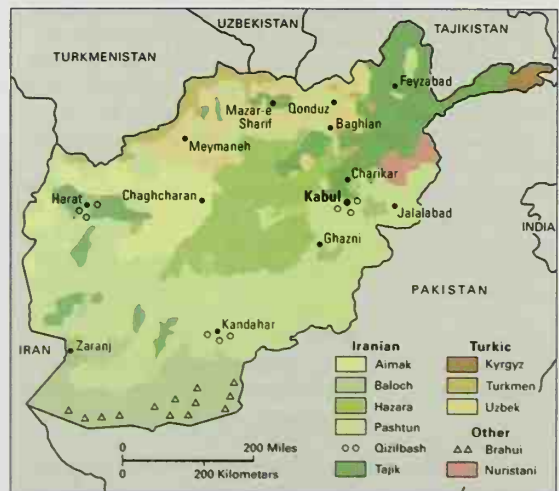 UZBEKISTAN
TAJIKISTAN
TURKMENISTAN
Feyzabad
Mazar-e
Sharif
Qonduz
Baghlan
Meymaneh
Charikar
Harat
Chaghcharan
Kabul
Jalalabad
INDIA
Ghazni
PAKISTAN
Kandahar
IRAN
Zaranj
Iranian
Aimak
Baloch
Hazara
Pashtun
Qizilbash
Tajik
Turkic
Kyrgyz
Turkmen
Uzbek
Other
Brahui
Nuristani
0 200 Miles
0 200 Kilometers